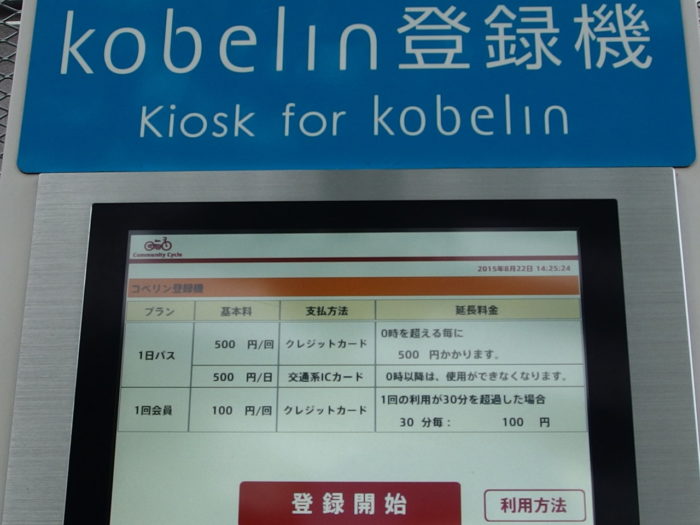 kobelin登録機
Kiosk for kobelin
Community Cycle
2015年8月22日 14:25:24
コベリン登録機
プラン 基本料 支払方法 延長料金
1日パス 500 円/回 クレジットカード 0時を超える毎に
500 円かかります。
500 円/日 交通系ICカード 0時以降は、使用ができなくなります。
1回会員 100 円/回 クレジットカード 1回の利用が30分を超過した場合
30 分毎： 100 円
登録開始
利用方法